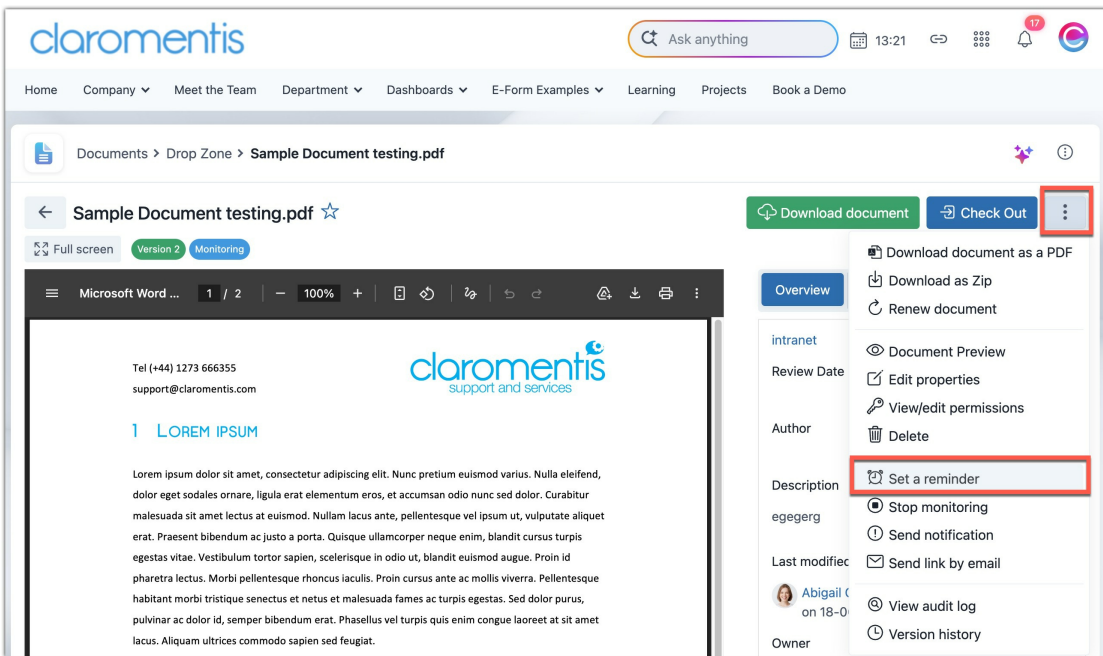 claromentis
Ask anything
13:21
17
Home Company Meet the Team Department Dashboards E-Form Examples Learning Projects Book a Demo
Documents > Drop Zone > Sample Document testing.pdf
Sample Document testing.pdf
Download document
Check Out
Full screen
Version 2
Monitoring
Microsoft Word ... 1 / 2 100%
Tel (+44) 1273 666355
support@claromentis.com
claromentis
support and services
1 LOREM IPSUM
Lorem ipsum dolor sit amet, consectetur adipiscing elit. Nunc pretium euismod varius. Nulla eleifend,
dolor eget sodales ornare, ligula erat elementum eros, et accumsan odio nunc sed dolor. Curabitur
malesuada sit amet lectus at euismod. Nullam lacus ante, pellentesque vel ipsum ut, vulputate aliquet
erat. Praesent bibendum ac justo a porta. Quisque ullamcorper neque enim, blandit cursus turpis
egestas vitae. Vestibulum tortor sapien, scelerisque in odio ut, blandit euismod augue. Proin id
pharetra lectus. Morbi pellentesque rhoncus iaculis. Proin cursus ante ac mollis viverra. Pellentesque
habitant morbi tristique senectus et netus et malesuada fames ac turpis egestas. Sed dolor purus,
pulvinar ac dolor id, semper bibendum erat. Phasellus vel turpis quis enim congue laoreet at sit amet
lacus. Aliquam ultrices commodo sapien sed feugiat.
Overview
intranet
Review Date
Author
Description
egegerg
Last modified
Abigail
on 18-0
Owner
Download document as a PDF
Download as Zip
Renew document
Document Preview
Edit properties
View/edit permissions
Delete
Set a reminder
Stop monitoring
Send notification
Send link by email
View audit log
Version history